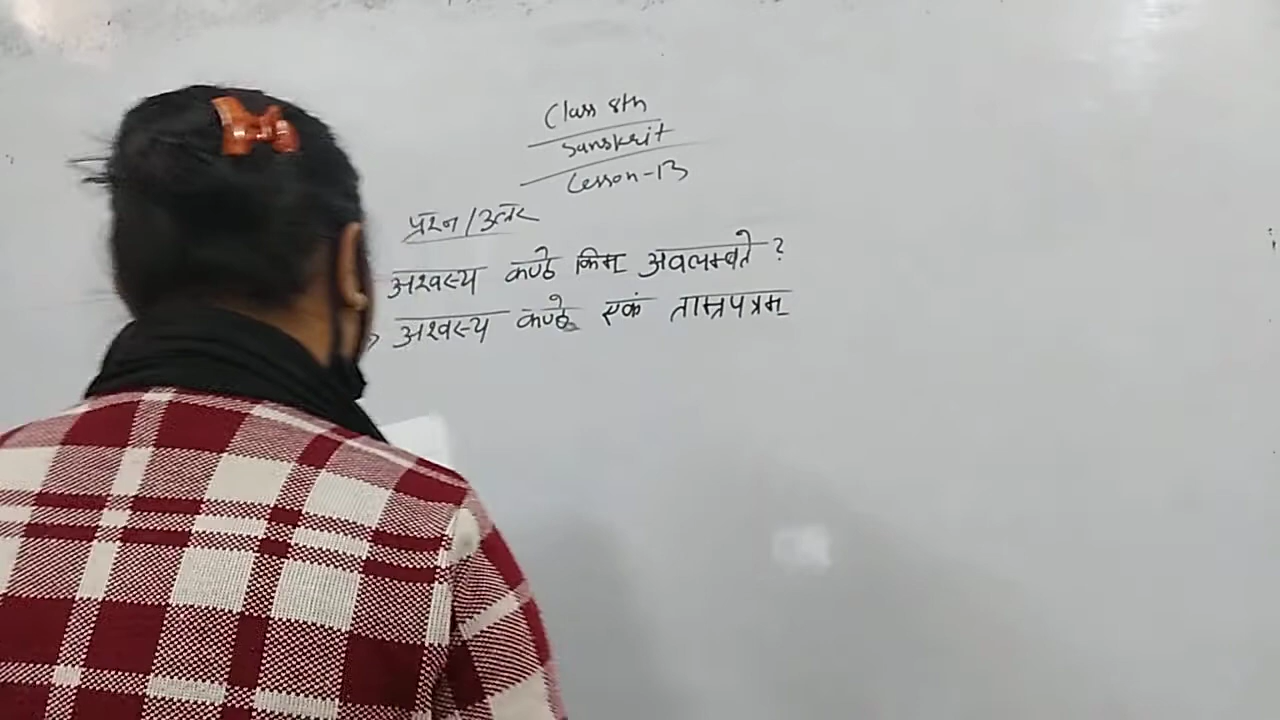 Class 8th
Sanskrit
Lesson-13
प्रश्न/उत्तर
अश्वस्य कण्ठे किम् अवलम्बते ?
अश्वस्य कण्ठे एकं ताम्रपत्रम्